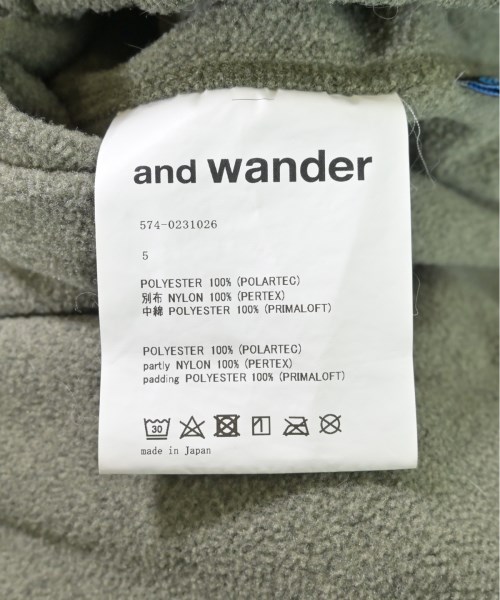 and wander
574-0231026
5
POLYESTER 100% (POLARTEC)
別布 NYLON 100% (PERTEX)
中綿 POLYESTER 100% (PRIMALOFT)
POLYESTER 100% (POLARTEC)
partly NYLON 100% (PERTEX)
padding POLYESTER 100% (PRIMALOFT)
30
made in Japan